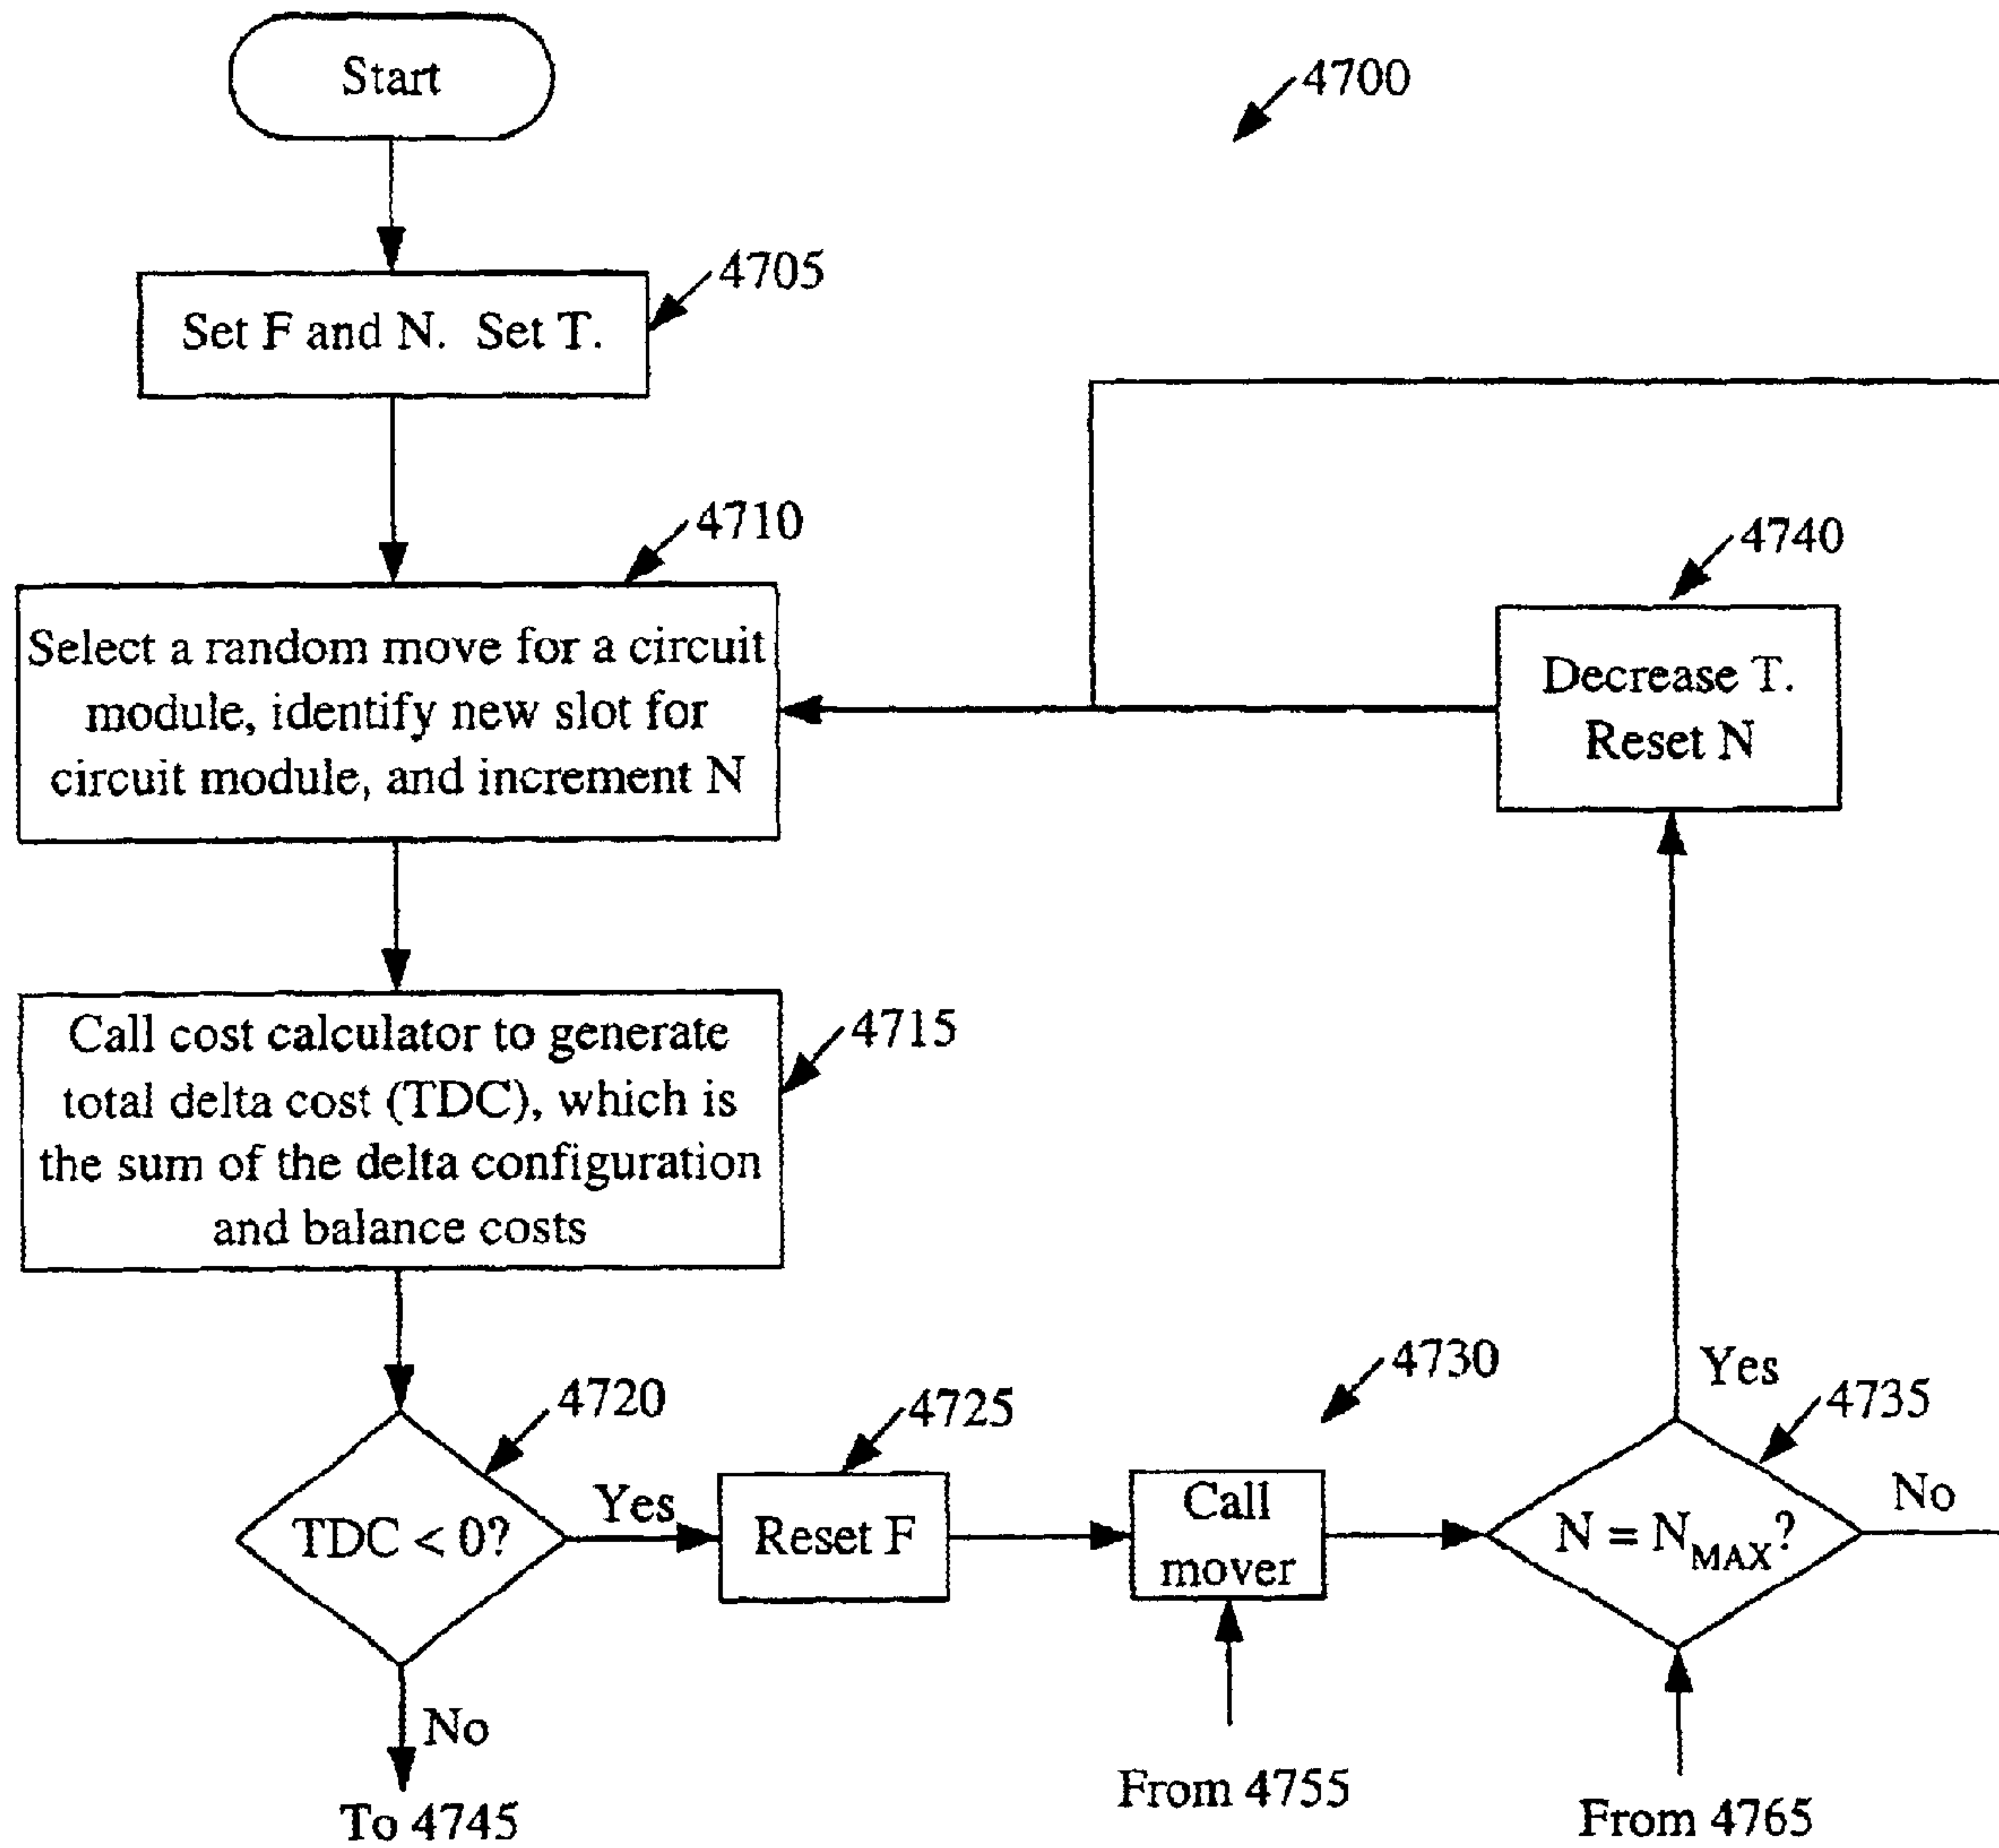 Start
4700
4705
Set F and N. Set T.
4710
Select a random move for a circuit
module, identify new slot for
circuit module, and increment N
4740
Decrease T.
Reset N
4715
Call cost calculator to generate
total delta cost (TDC), which is
the sum of the delta configuration
and balance costs
4720
TDC < 0?
Yes
4725
Reset F
4730
Call
mover
4735
N = NMAX?
Yes
No
No
To 4745
From 4755
From 4765